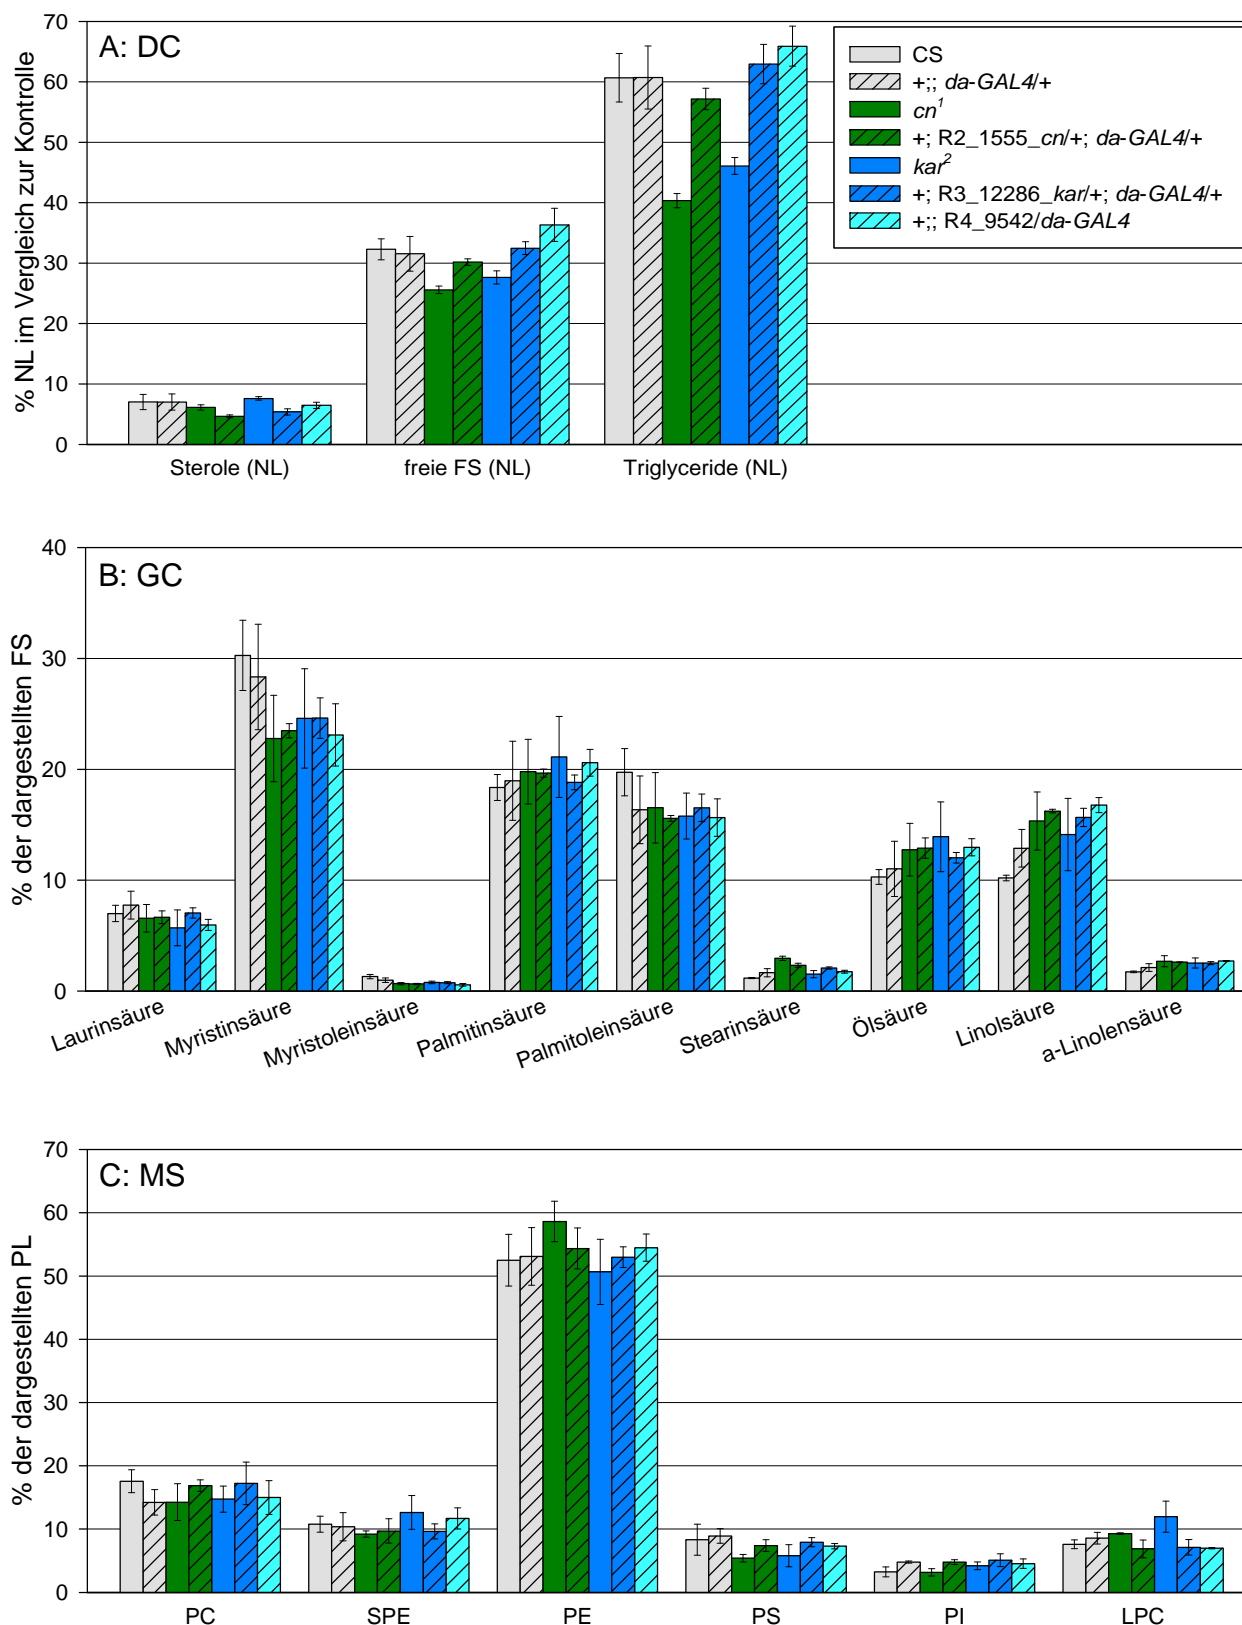 A: DC
% NL im Vergleich zur Kontrolle
70
60
50
40
30
20
10
0
CS
+;; da-GAL4/+
cn¹
+; R2_1555_cn/+; da-GAL4/+
kar²
+; R3_12286_kar/+; da-GAL4/+
+;; R4_9542/da-GAL4
Sterole (NL)
freie FS (NL)
Triglyceride (NL)
B: GC
% der dargestellten FS
40
30
20
10
0
Laurinsäure
Myristinsäure
Myristoleinsäure
Palmitinsäure
Palmitoleinsäure
Stearinsäure
Ölsäure
Linolsäure
a-Linolensäure
C: MS
% der dargestellten PL
70
60
50
40
30
20
10
0
PC
SPE
PE
PS
PI
LPC